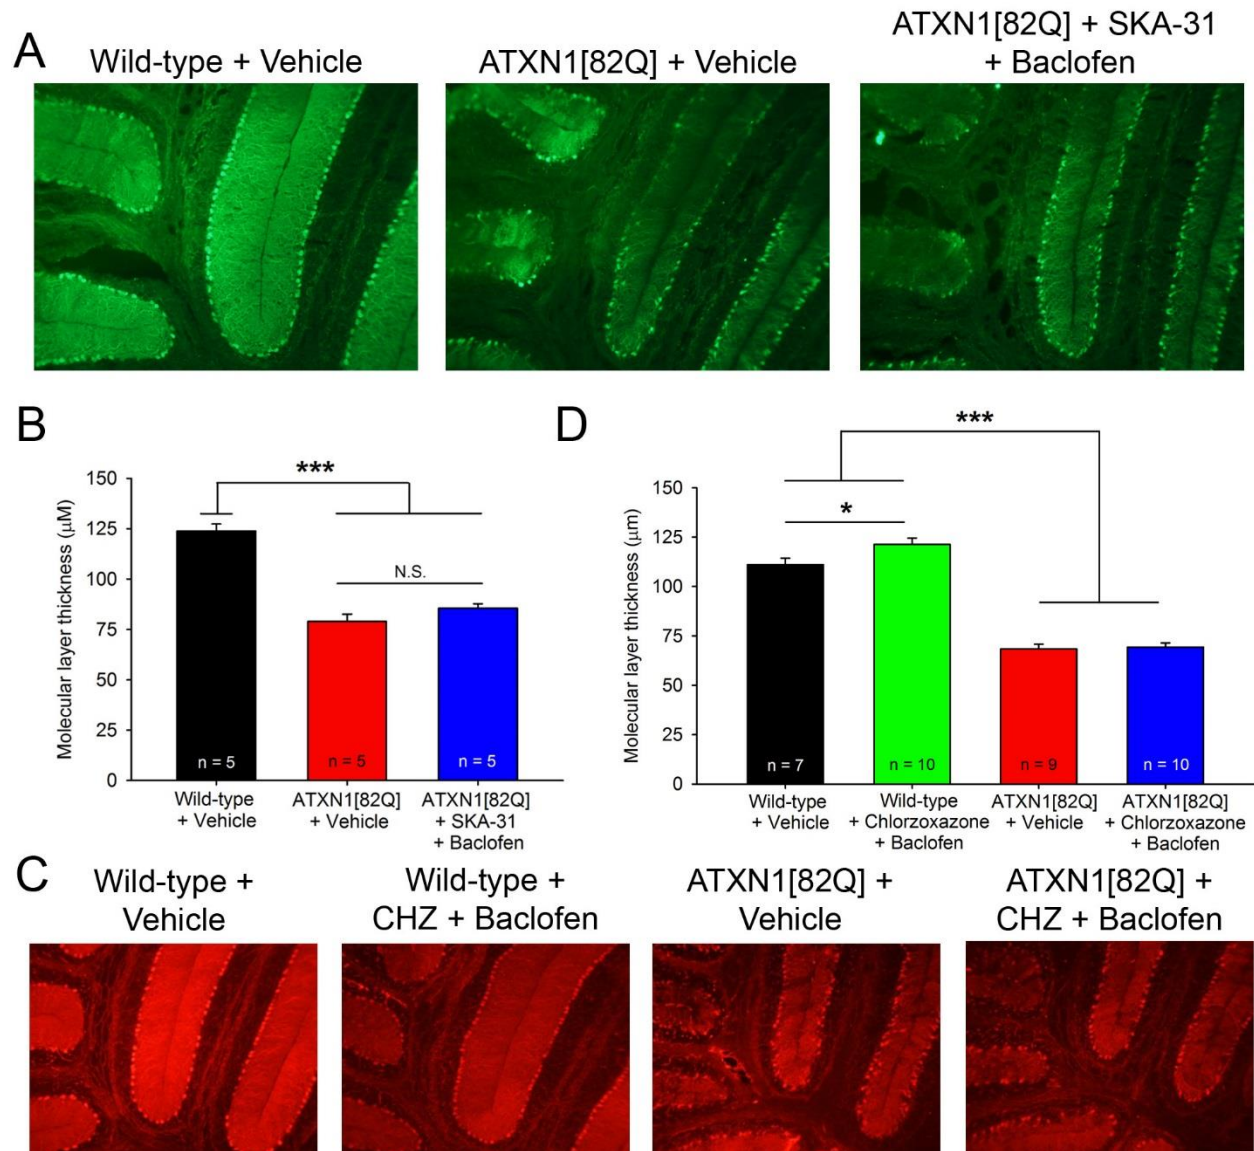 A
Wild-type + Vehicle
ATXN1[82Q] + Vehicle
ATXN1[82Q] + SKA-31
+ Baclofen
B
Molecular layer thickness (μM)
150
125
100
75
50
25
0
***
N.S.
n = 5
n = 5
n = 5
Wild-type
+ Vehicle
ATXN1[82Q]
+ Vehicle
ATXN1[82Q]
+ SKA-31
+ Baclofen
D
Molecular layer thickness (μm)
150
125
100
75
50
25
0
***
*
n = 7
n = 10
n = 9
n = 10
Wild-type
+ Vehicle
Wild-type
+ Chlorzoxazone
+ Baclofen
ATXN1[82Q]
+ Vehicle
ATXN1[82Q]
+ Chlorzoxazone
+ Baclofen
C
Wild-type +
Vehicle
Wild-type +
CHZ + Baclofen
ATXN1[82Q] +
Vehicle
ATXN1[82Q] +
CHZ + Baclofen